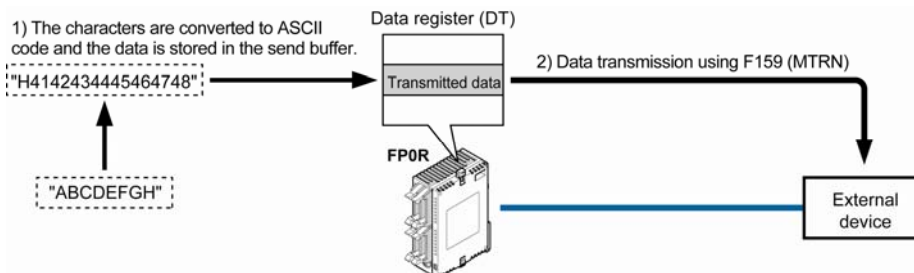 1) The characters are converted to ASCII
code and the data is stored in the send buffer.
"H4142434445464748"
"ABCDEFGH"
Data register (DT)
Transmitted data
FP0R
2) Data transmission using F159 (MTRN)
External
device